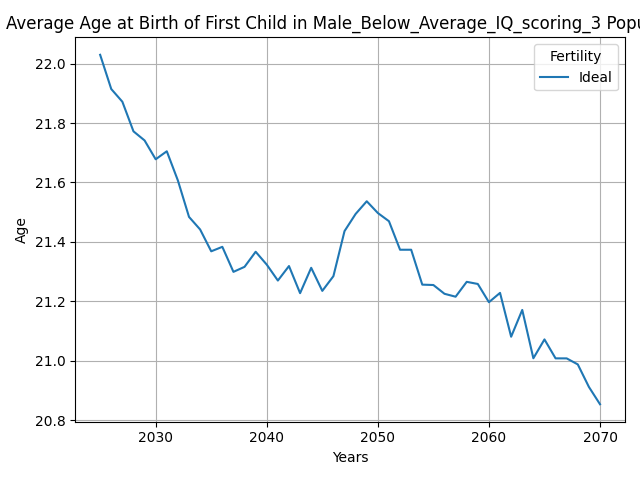 Average Age at Birth of First Child in Male_Below_Average_IQ_scoring_3
Fertility
Ideal
22.0
21.8
21.6
21.4
21.2
21.0
20.8
Age
2030 2040 2050 2060 2070
Years